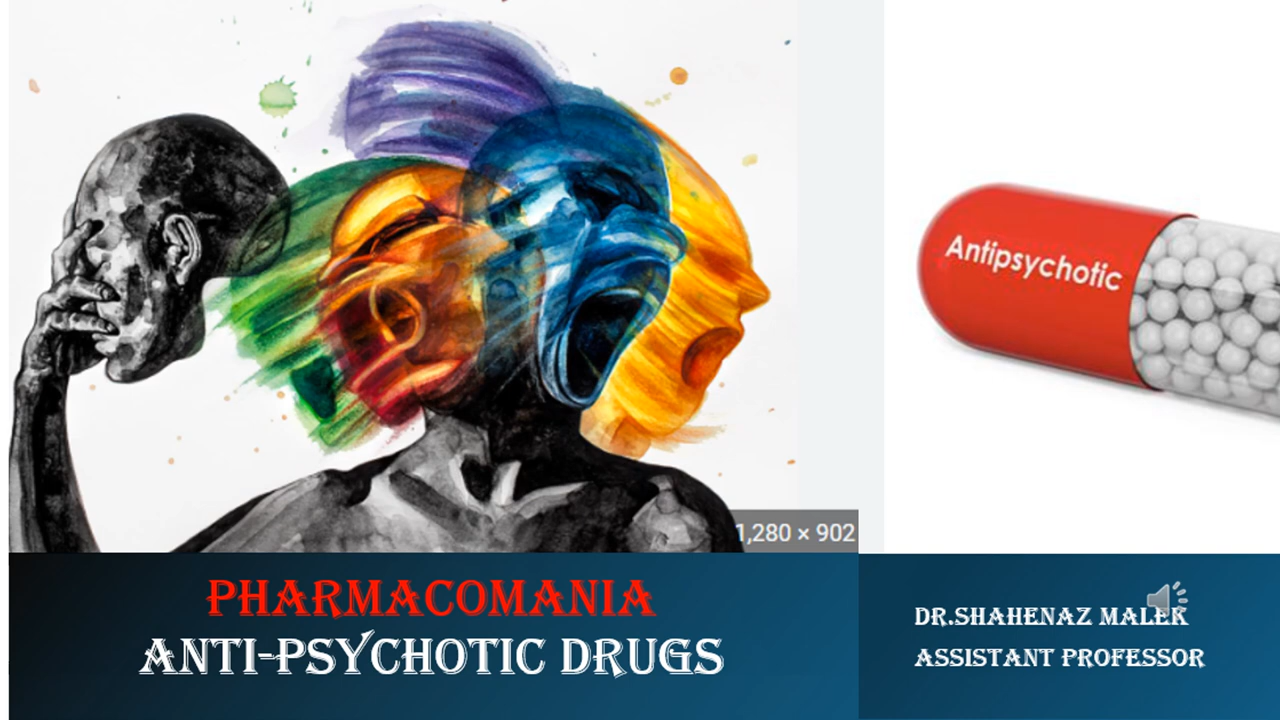 Antipsychotic
1,280 × 902
PHARMACOMANIA
ANTI-PSYCHOTIC DRUGS
DR.SHAHENAZ MALEK
ASSISTANT PROFESSOR